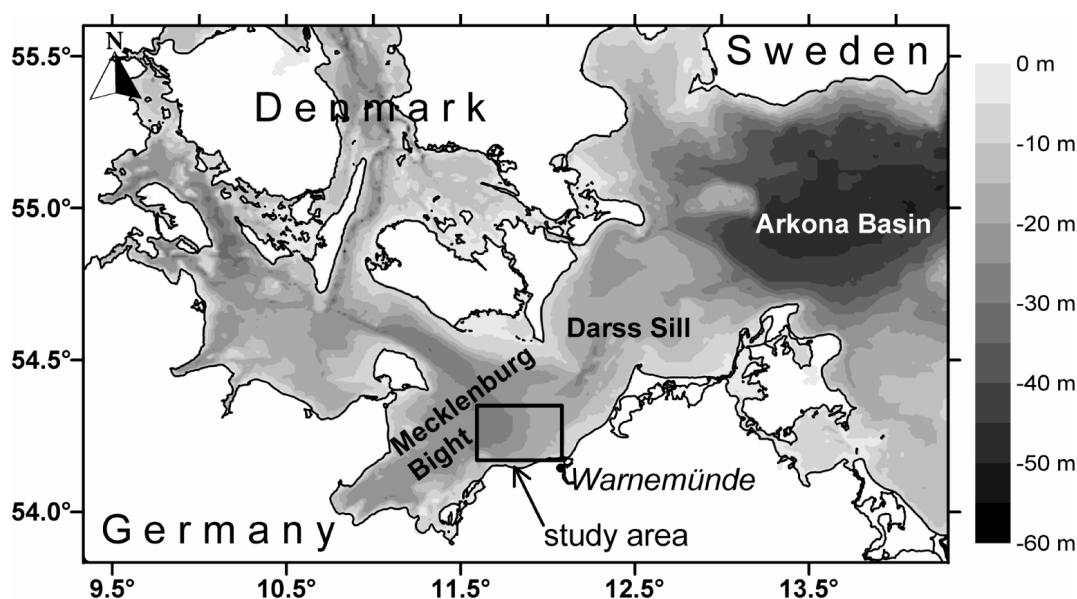 N
55.5
55.0
54.5
54.0
Sweden
Denmark
Arkona Basin
Darss Sill
Mecklenburg
Bight
Warnemünde
study area
Germany
9.5°
10.5°
11.5°
12.5°
13.5°
0 m
-10 m
-20 m
-30 m
-40 m
-50 m
-60 m